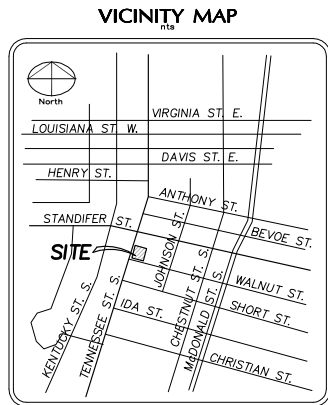 VICINITY MAP
nts
North
VIRGINIA ST. E.
LOUISIANA ST. W.
DAVIS ST. E.
HENRY ST.
ANTHONY ST.
STANDIFER ST.
BEVOE ST.
SITE
JOHNSON ST.
WALNUT ST.
IDA ST.
SHORT ST.
KENTUCKY ST. S.
TENNESSEE ST. S.
CHESTNUT ST. S.
McDONALD ST. S.
CHRISTIAN ST.